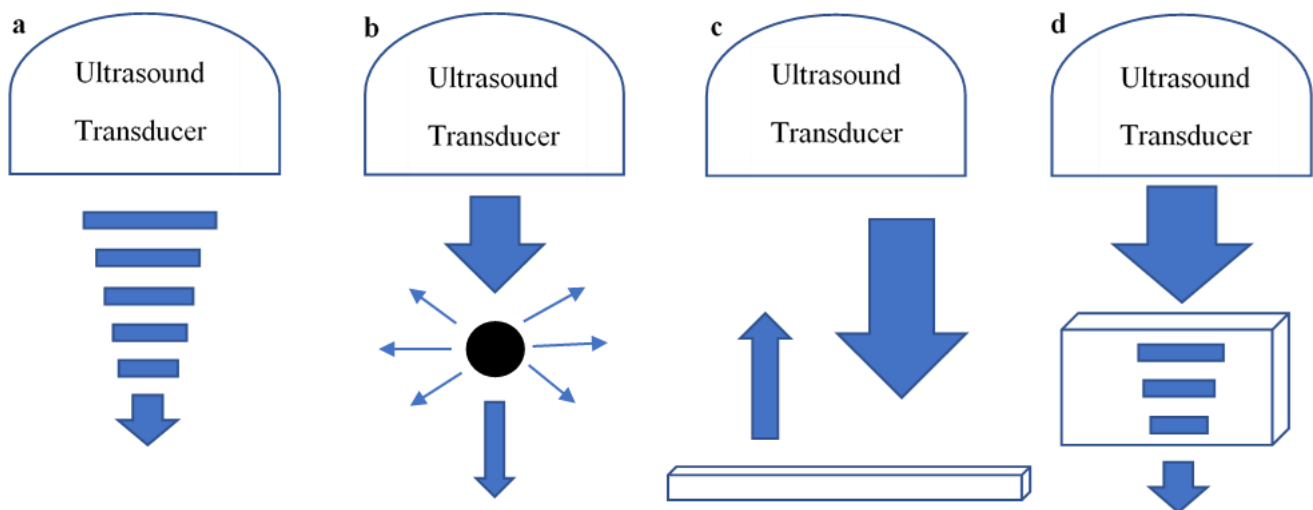 a
Ultrasound
Transducer
b
Ultrasound
Transducer
c
Ultrasound
Transducer
d
Ultrasound
Transducer